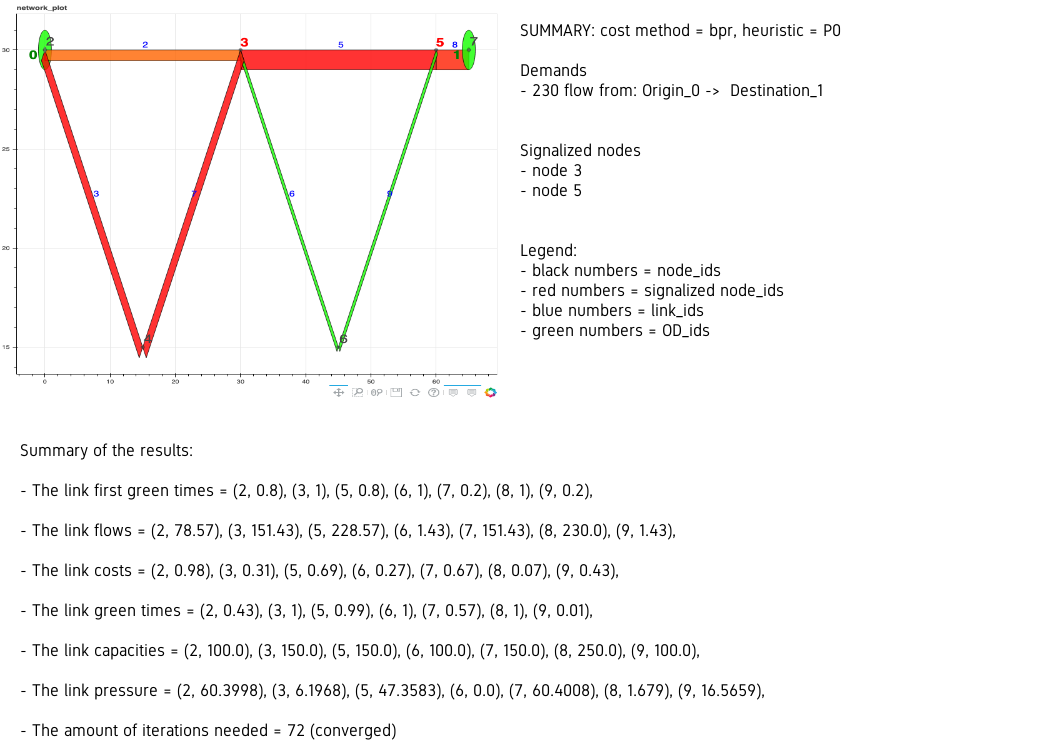 network_plot
SUMMARY: cost method = bpr, heuristic = P0
Demands
- 230 flow from: Origin_0 -> Destination_1
Signalized nodes
- node 3
- node 5
Legend:
- black numbers = node_ids
- red numbers = signalized node_ids
- blue numbers = link_ids
- green numbers = OD_ids
30
25
20
15
0
10
20
30
40
50
60
0
2
2
3
5
5
8
1
7
3
7
6
9
4
6
Summary of the results:
- The link first green times = (2, 0.8), (3, 1), (5, 0.8), (6, 1), (7, 0.2), (8, 1), (9, 0.2),
- The link flows = (2, 78.57), (3, 151.43), (5, 228.57), (6, 1.43), (7, 151.43), (8, 230.0), (9, 1.43),
- The link costs = (2, 0.98), (3, 0.31), (5, 0.69), (6, 0.27), (7, 0.67), (8, 0.07), (9, 0.43),
- The link green times = (2, 0.43), (3, 1), (5, 0.99), (6, 1), (7, 0.57), (8, 1), (9, 0.01),
- The link capacities = (2, 100.0), (3, 150.0), (5, 150.0), (6, 100.0), (7, 150.0), (8, 250.0), (9, 100.0),
- The link pressure = (2, 60.3998), (3, 6.1968), (5, 47.3583), (6, 0.0), (7, 60.4008), (8, 1.679), (9, 16.5659),
- The amount of iterations needed = 72 (converged)